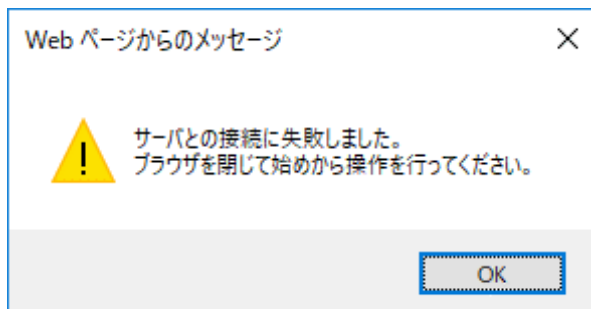 Web ページからのメッセージ
サーバとの接続に失敗しました。
ブラウザを閉じて始めから操作を行ってください。
OK